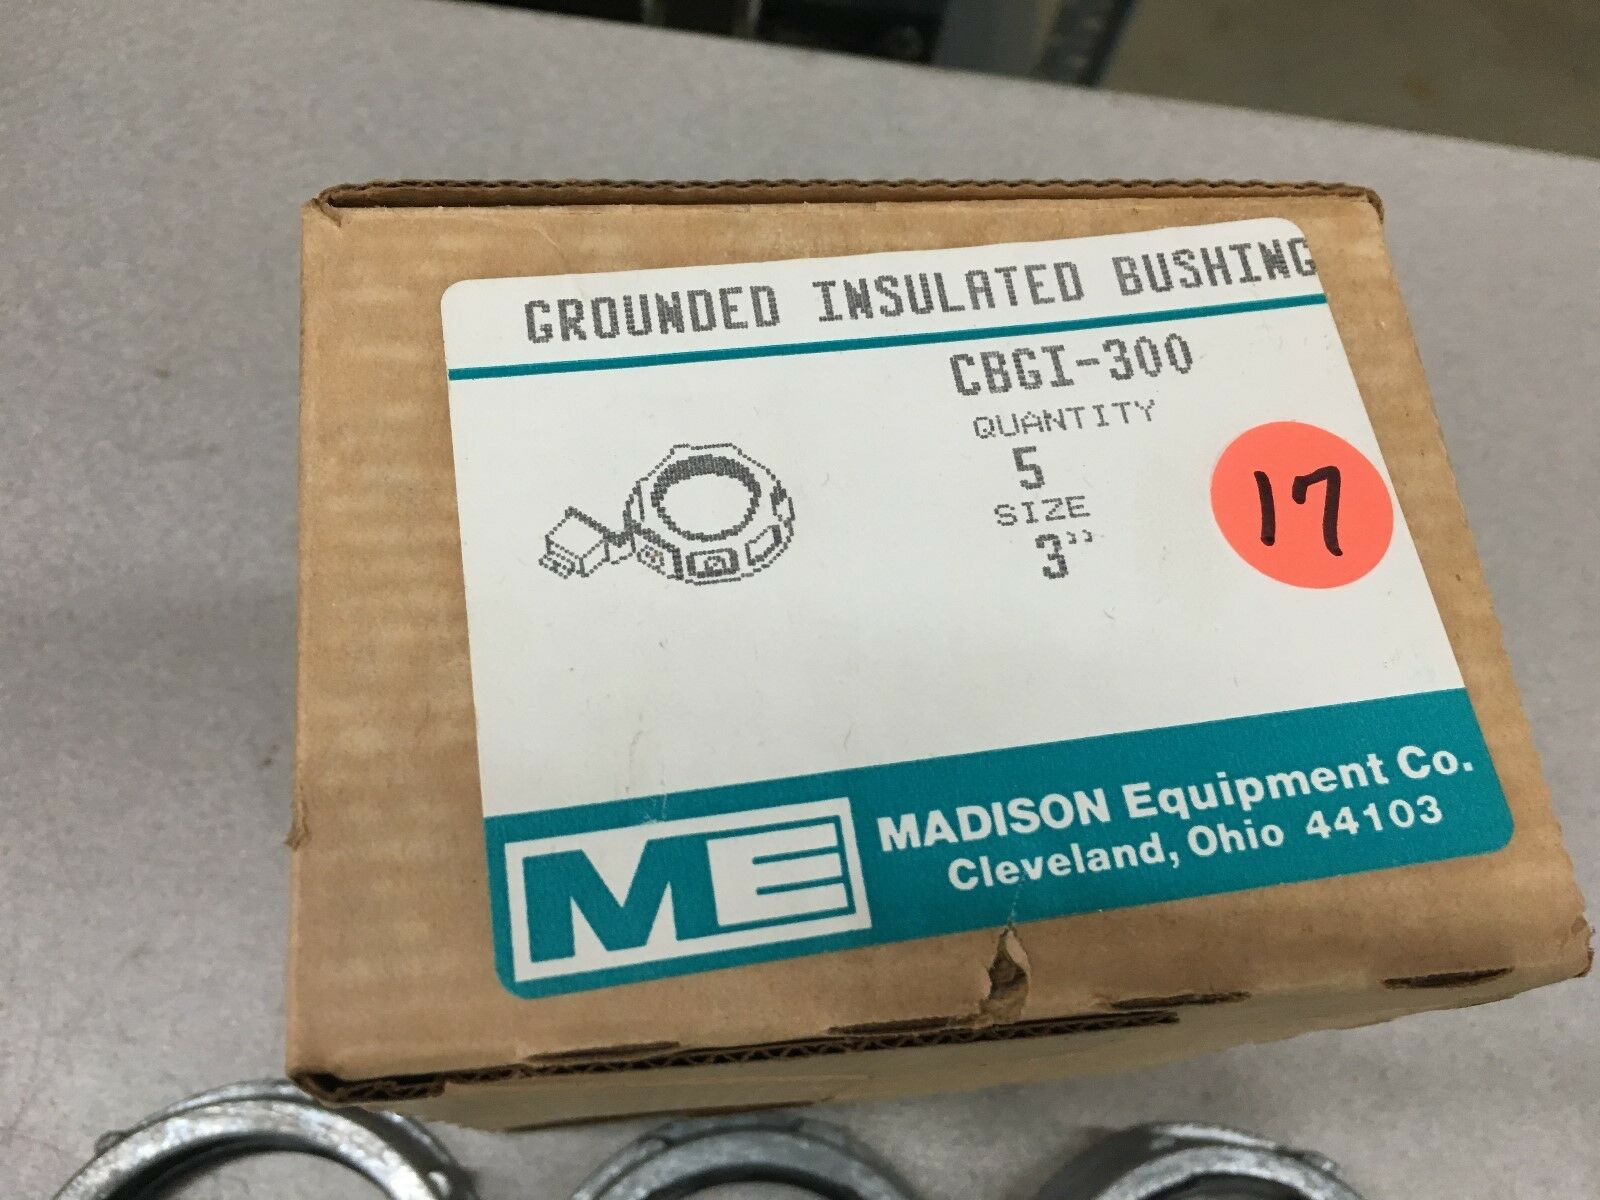 GROUNDED INSULATED BUSHING
CBGI-300
QUANTITY
5
SIZE
3"
17
ME
MADISON Equipment Co.
Cleveland, Ohio 44103